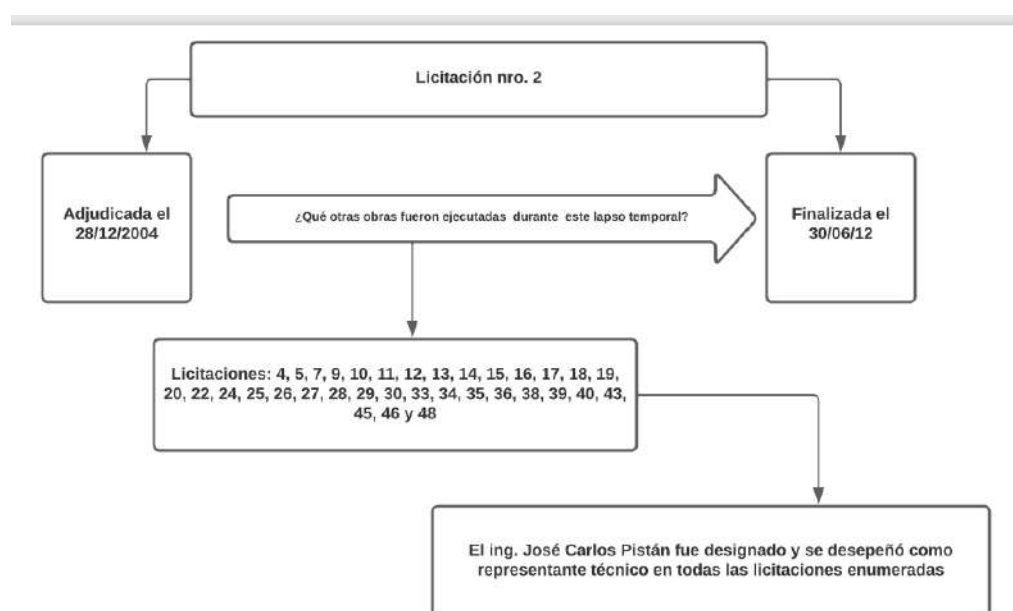 Licitación nro. 2
Adjudicada el
28/12/2004
¿Qué otras obras fueron ejecutadas durante este lapso temporal?
Finalizada el
30/06/12
Licitaciones: 4, 5, 7, 9, 10, 11, 12, 13, 14, 15, 16, 17, 18, 19,
20, 22, 24, 25, 26, 27, 28, 29, 30, 33, 34, 35, 36, 38, 39, 40, 43,
45, 46 y 48
El ing. José Carlos Pistán fue designado y se desepeñó como
representante técnico en todas las licitaciones enumeradas